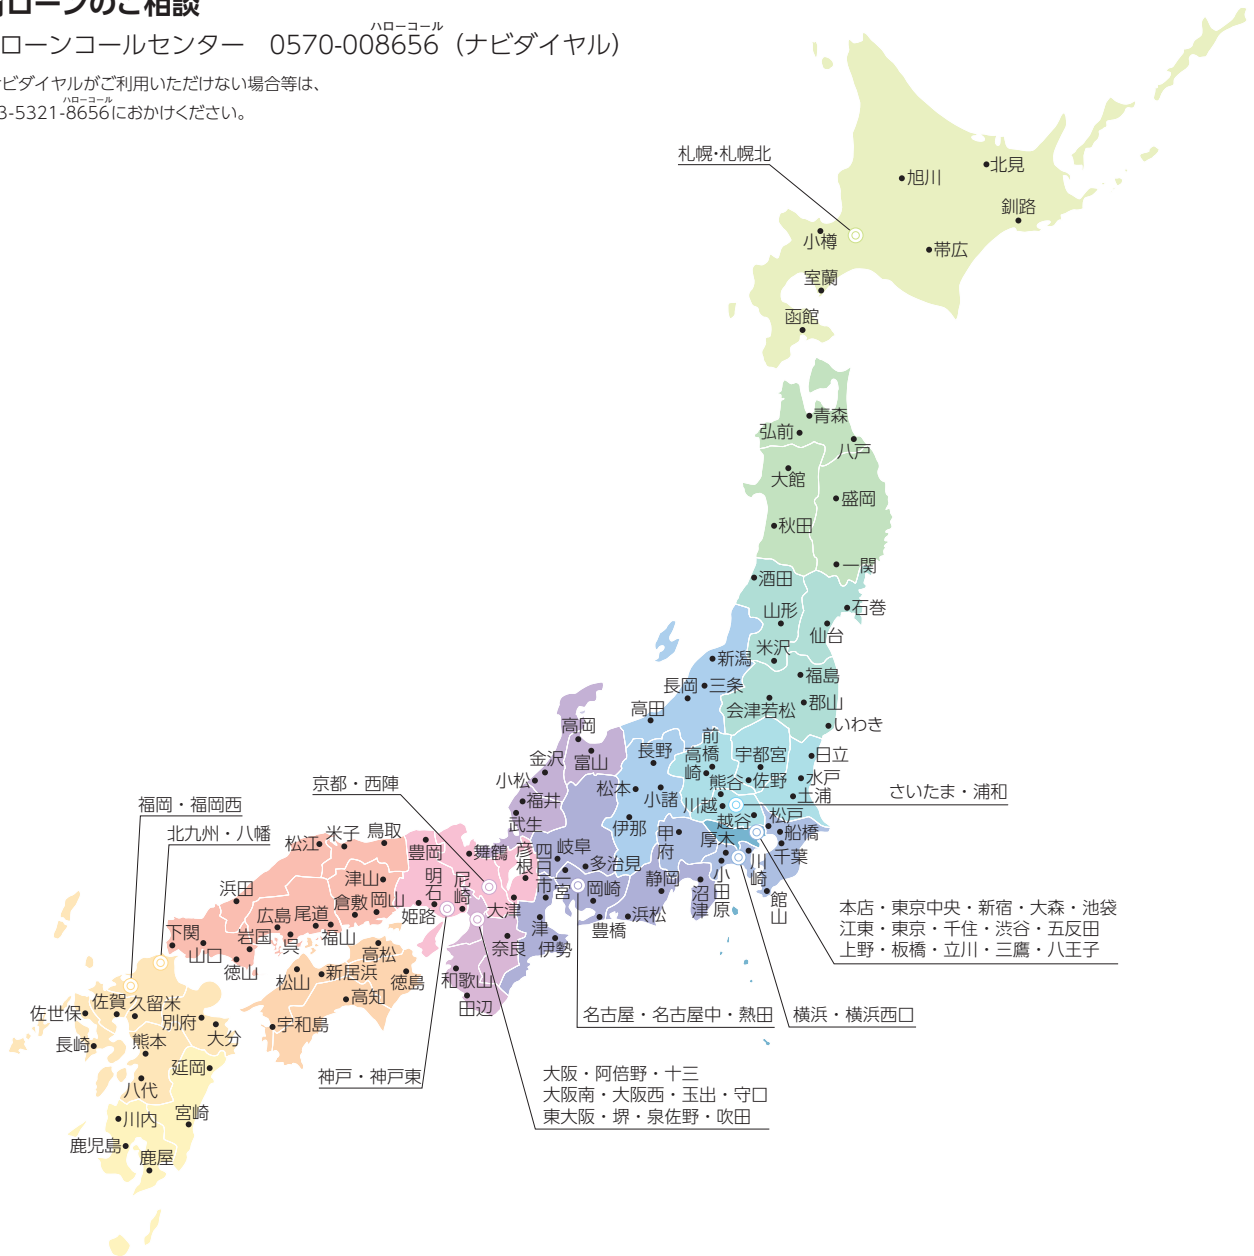 ローンのご相談
ハローコール
ローンコールセンター　0570-008656（ナビダイヤル）
ナビダイヤルがご利用いただけない場合等は、
ハローコール
3-5321-8656におかけください。
札幌・札幌北
旭川
北見
釧路
小樽
帯広
室蘭
函館
青森
弘前
八戸
大館
盛岡
秋田
一関
酒田
石巻
山形
仙台
米沢
新潟
福島
長岡
三条
会津若松
郡山
高田
いわき
高岡
前橋
富山
長野
高崎
宇都宮
日立
金沢
小松
松本
小諸
熊谷
佐野
水戸
土浦
さいたま・浦和
京都・西陣
福井
川越
福岡・福岡西
武生
伊那
甲府
越谷
松戸
船橋
北九州・八幡
松江
米子
鳥取
豊岡
舞鶴
彦根
四日市
岐阜
多治見
厚木
川崎
千葉
津山
明石
尼崎
一宮
岡崎
静岡
沼津
小田原
館山
浜田
倉敷
岡山
姫路
大津
浜松
豊橋
広島
尾道
福山
津
伊勢
本店・東京中央・新宿・大森・池袋
江東・東京・千住・渋谷・五反田
上野・板橋・立川・三鷹・八王子
下関
山口
岩国
呉
徳山
高松
奈良
松山
新居浜
徳島
和歌山
高知
田辺
佐世保
佐賀
久留米
別府
大分
宇和島
名古屋・名古屋中・熱田
横浜・横浜西口
長崎
熊本
延岡
神戸・神戸東
大阪・阿倍野・十三
大阪南・大阪西・玉出・守口
東大阪・堺・泉佐野・吹田
八代
川内
宮崎
鹿児島
鹿屋